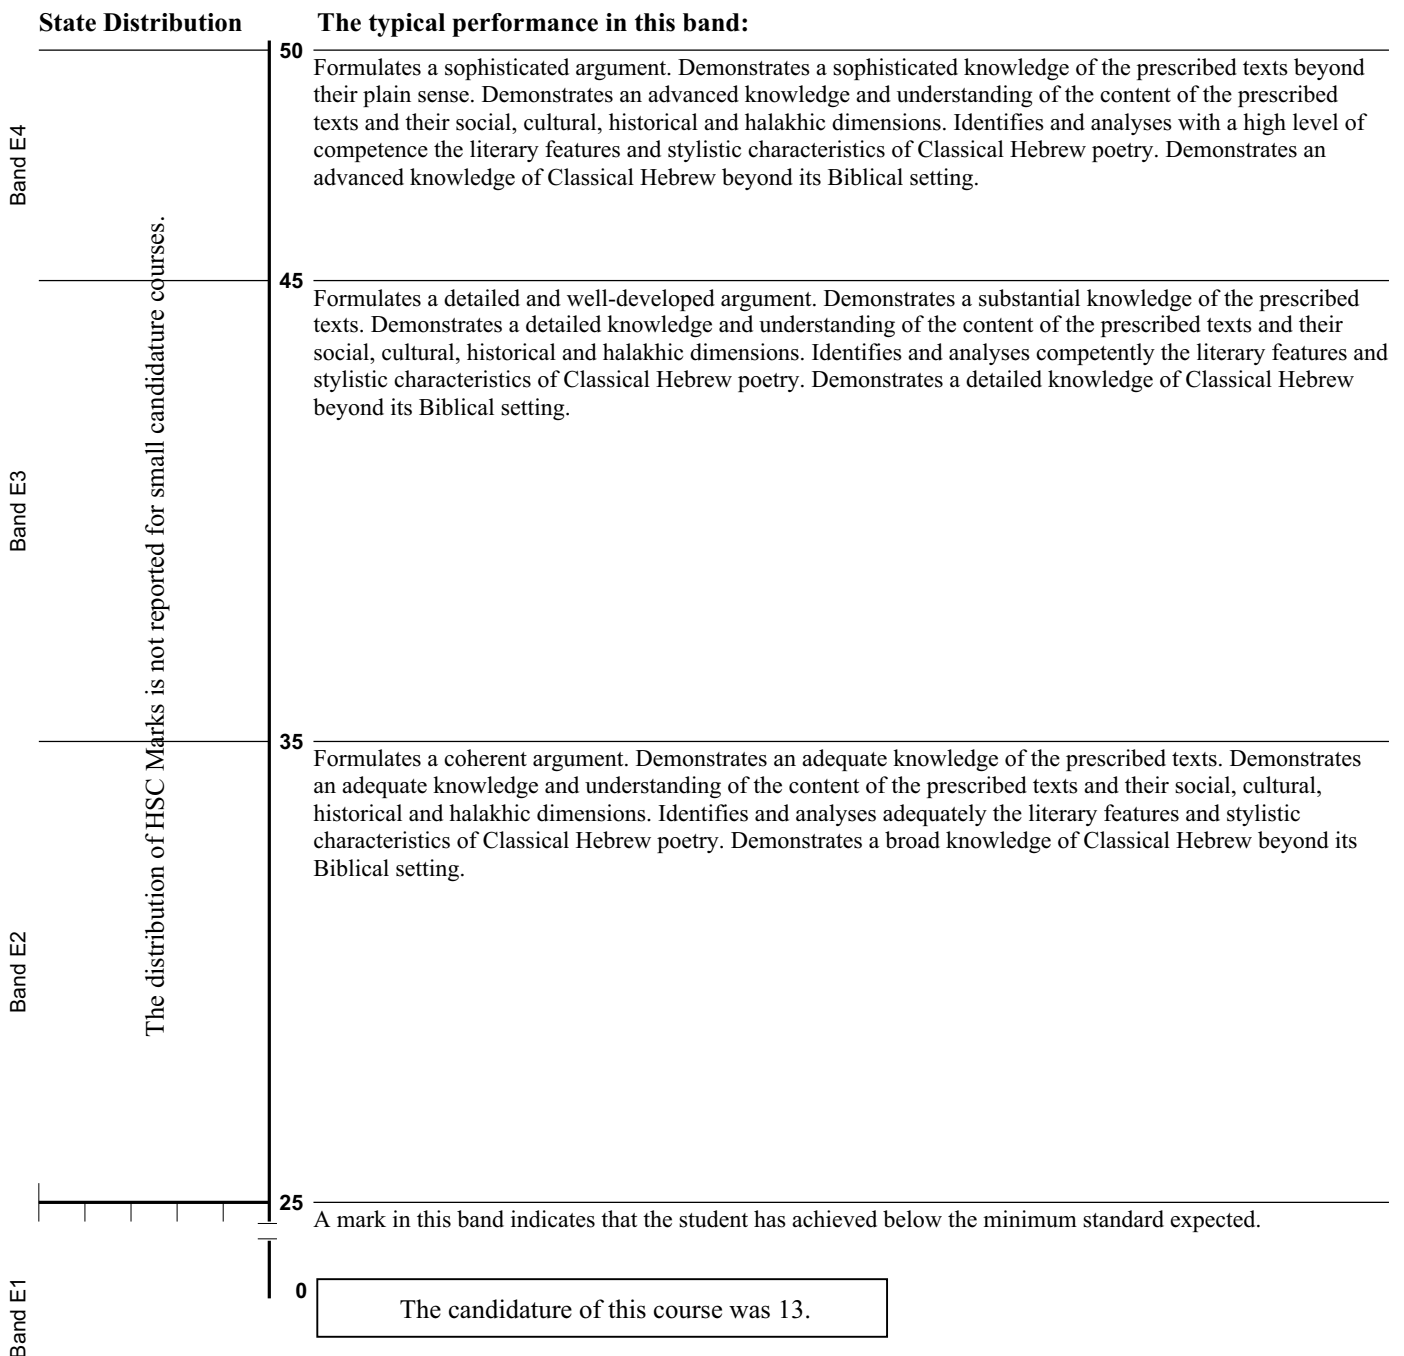 State Distribution
The typical performance in this band:
50
Formulates a sophisticated argument. Demonstrates a sophisticated knowledge of the prescribed texts beyond
their plain sense. Demonstrates an advanced knowledge and understanding of the content of the prescribed
texts and their social, cultural, historical and halakhic dimensions. Identifies and analyses with a high level of
competence the literary features and stylistic characteristics of Classical Hebrew poetry. Demonstrates an
advanced knowledge of Classical Hebrew beyond its Biblical setting.
Band E4
The distribution of HSC Marks is not reported for small candidature courses.
45
Formulates a detailed and well-developed argument. Demonstrates a substantial knowledge of the prescribed
texts. Demonstrates a detailed knowledge and understanding of the content of the prescribed texts and their
social, cultural, historical and halakhic dimensions. Identifies and analyses competently the literary features and
stylistic characteristics of Classical Hebrew poetry. Demonstrates a detailed knowledge of Classical Hebrew
beyond its Biblical setting.
Band E3
35
Formulates a coherent argument. Demonstrates an adequate knowledge of the prescribed texts. Demonstrates
an adequate knowledge and understanding of the content of the prescribed texts and their social, cultural,
historical and halakhic dimensions. Identifies and analyses adequately the literary features and stylistic
characteristics of Classical Hebrew poetry. Demonstrates a broad knowledge of Classical Hebrew beyond its
Biblical setting.
Band E2
25
A mark in this band indicates that the student has achieved below the minimum standard expected.
0
Band E1
The candidature of this course was 13.